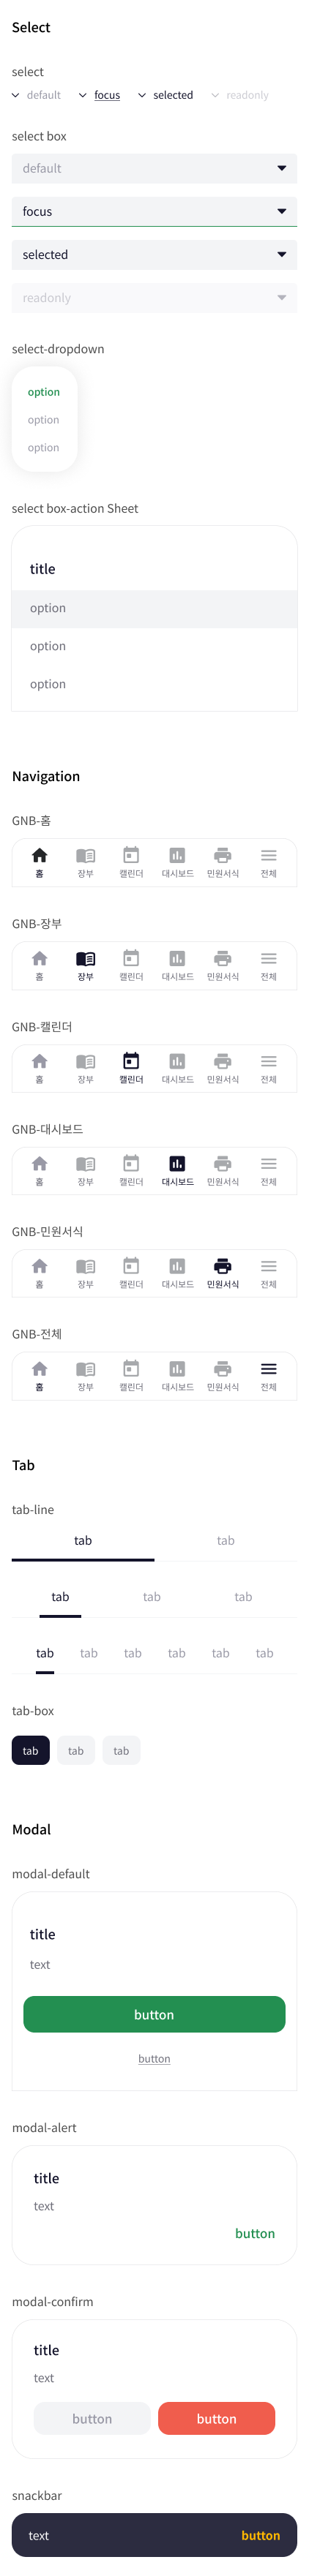 Select
select
default focus selected readonly
select box
default
focus
selected
readonly
select-dropdown
option
option
option
select box-action Sheet
title
option
option
option
Navigation
GNB-홈
홈 장부 캘린더 대시보드 민원서식 전체
GNB-장부
홈 장부 캘린더 대시보드 민원서식 전체
GNB-캘린더
홈 장부 캘린더 대시보드 민원서식 전체
GNB-대시보드
홈 장부 캘린더 대시보드 민원서식 전체
GNB-민원서식
홈 장부 캘린더 대시보드 민원서식 전체
GNB-전체
홈 장부 캘린더 대시보드 민원서식 전체
Tab
tab-line
tab tab
tab tab tab
tab tab tab tab tab tab
tab-box
tab tab tab
Modal
modal-default
title
text
button
button
modal-alert
title
text
button
modal-confirm
title
text
button button
snackbar
text button